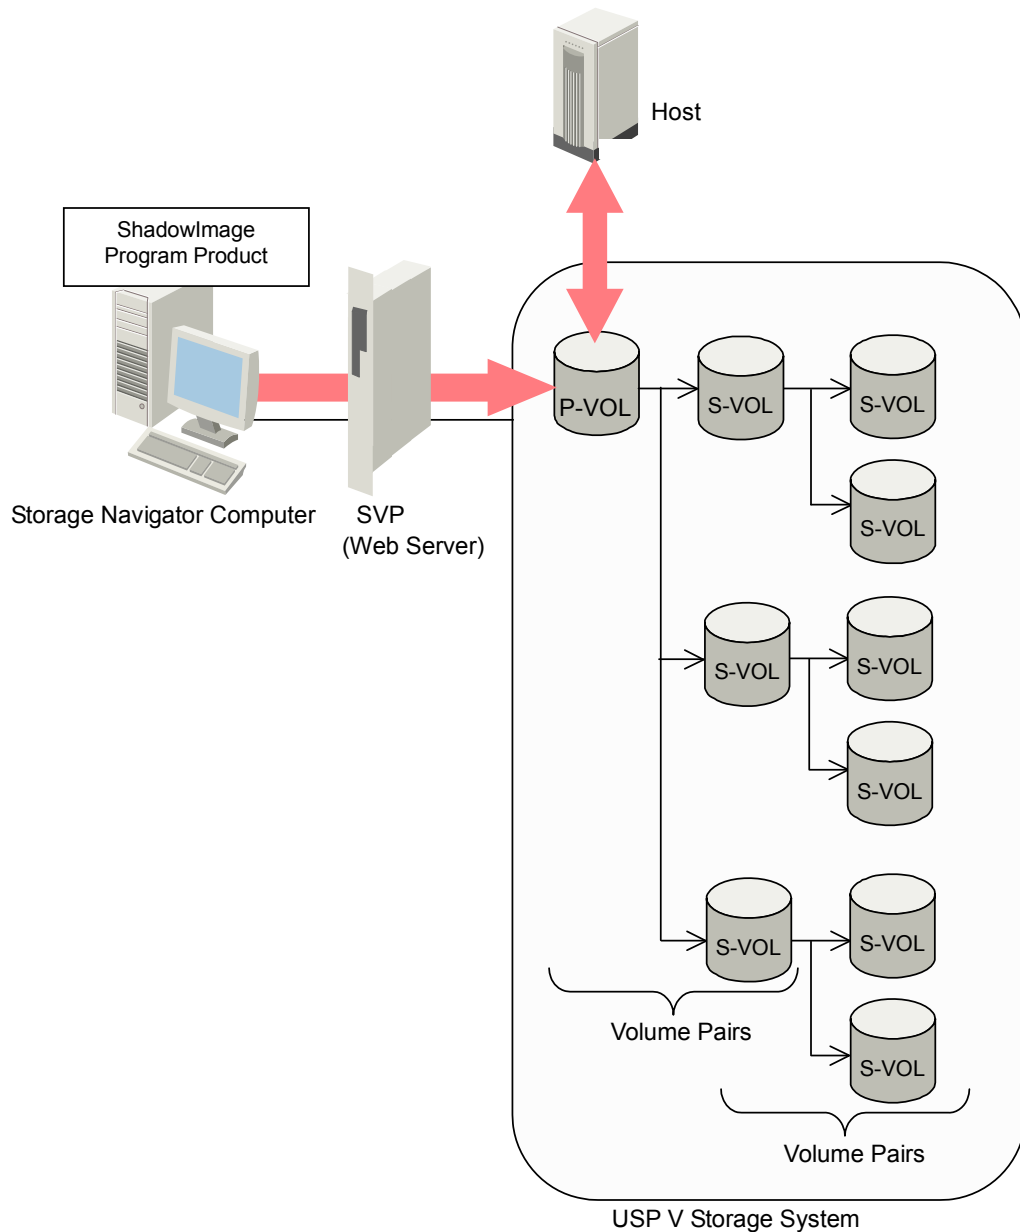 Host
ShadowImage
Program Product
P-VOL
S-VOL
S-VOL
S-VOL
Storage Navigator Computer
SVP
(Web Server)
S-VOL
S-VOL
S-VOL
S-VOL
S-VOL
S-VOL
Volume Pairs
Volume Pairs
USP V Storage System